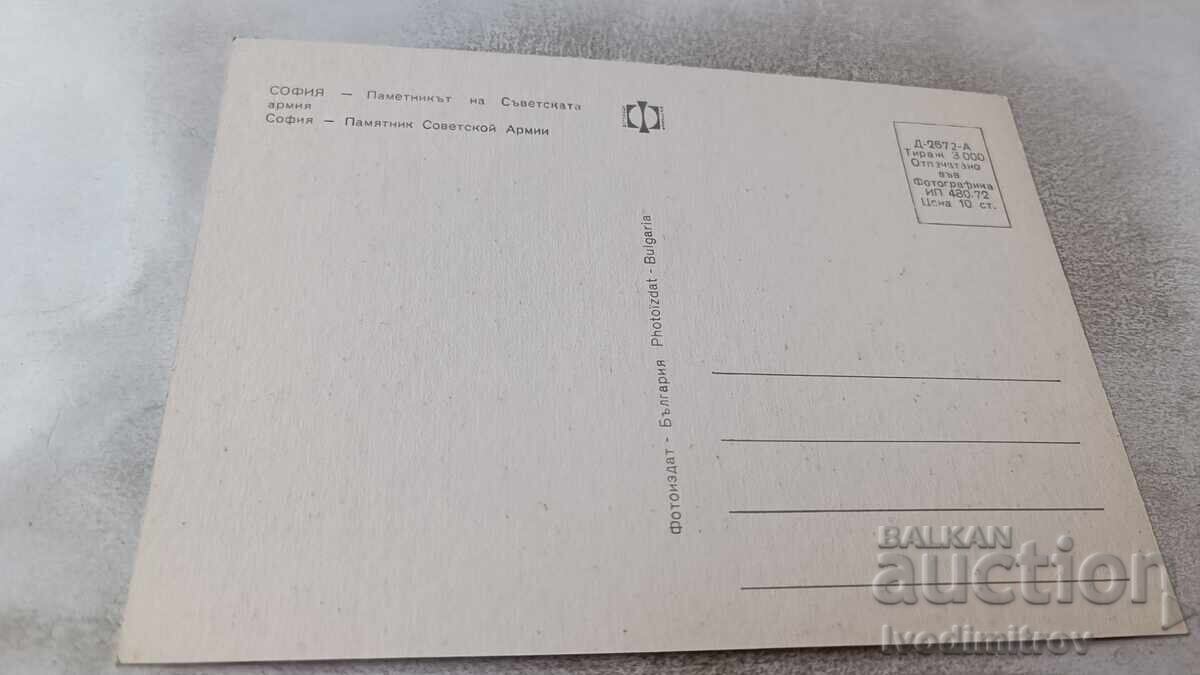 СОФИЯ — Паметникът на Съветската
армия
София — Памятник Советской Армии
Д-2672-А
Тираж 3.000
Отпечатано
във
Фотографика
ИП 480.72
Цена 10 ст.
Фотоиздат - България Photoizdat - Bulgaria
BALKAN
auction
Ivodimitrov